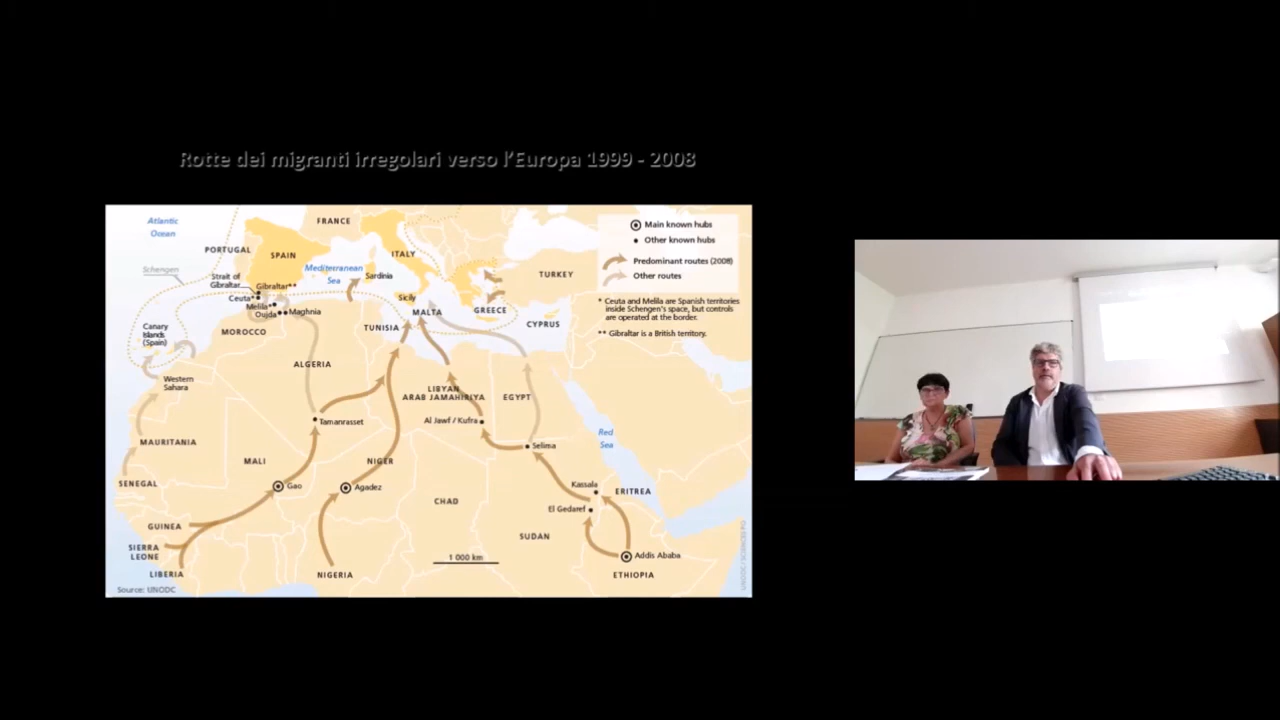 Rotte dei migranti irregolari verso l'Europa 1999 - 2008
Atlantic
Ocean
FRANCE
PORTUGAL
SPAIN
ITALY
Schengen
Mediterranean
Sea
Sardinia
TURKEY
Strait of
Gibraltar
Gibraltar**
Ceuta*
Melila*
Oujda
Maghnia
Sicily
MALTA
GREECE
CYPRUS
Canary
Islands
(Spain)
MOROCCO
TUNISIA
ALGERIA
Western
Sahara
LIBYAN
ARAB JAMAHIRIYA
EGYPT
Tamanrasset
Al Jawf / Kufra
Red
Sea
MAURITANIA
Selima
MALI
NIGER
SENEGAL
Gao
Agadez
CHAD
Kassala
ERITREA
El Gedaref
GUINEA
SUDAN
SIERRA
LEONE
1 000 km
Addis Ababa
LIBERIA
NIGERIA
ETHIOPIA
Source: UNODC
Main known hubs
Other known hubs
Predominant routes (2008)
Other routes
* Ceuta and Melila are Spanish territories
inside Schengen's space, but controls
are operated at the border.
** Gibraltar is a British territory.